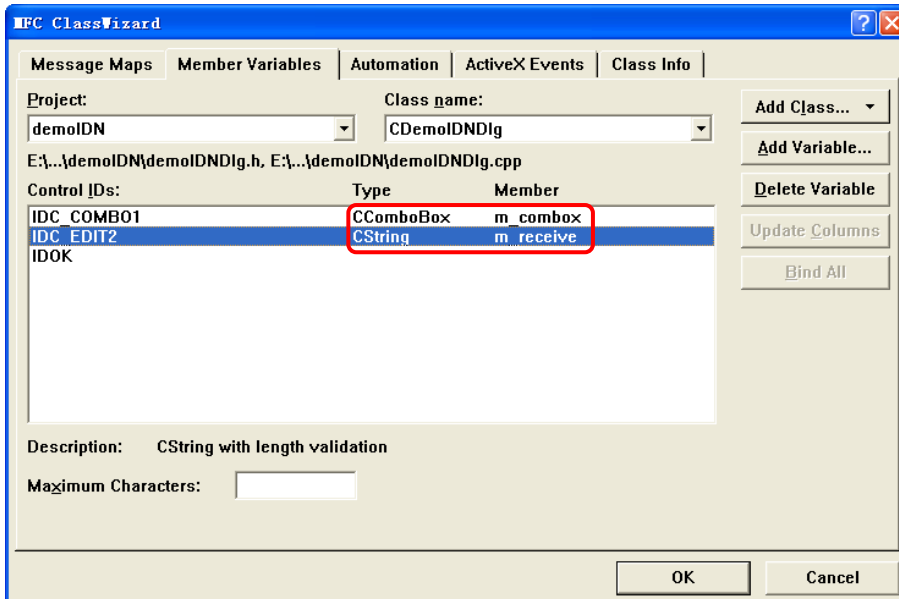 MFC ClassWizard
Message Maps Member Variables Automation ActiveX Events Class Info
Project: Class name:
demoIDN CDemoIDNDlg
Add Class...
E:\...\demoIDN\demoIDNDlg.h, E:\...\demoIDN\demoIDNDlg.cpp
Add Variable...
Control IDs: Type Member
Delete Variable
IDC_COMBO1 CComboBox m_combox
IDC_EDIT2 CString m_receive
Update Columns
IDOK
Bind All
Description: CString with length validation
Maximum Characters:
OK Cancel